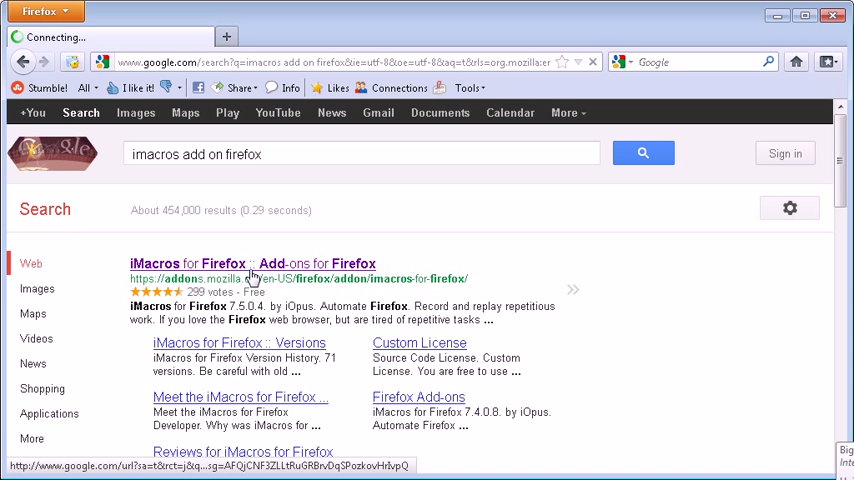 Firefox
Connecting...
www.google.com/search?q=imacros add on firefox&ie=utf-8&oe=utf-8&aq=t&rls=org.mozilla:er
Google
Stumble! All I like it! Share Info Likes Connections Tools
+You Search Images Maps Play YouTube News Gmail Documents Calendar More
Google
imacros add on firefox
Sign in
Search
About 454,000 results (0.29 seconds)
Web
Images
Maps
Videos
News
Shopping
Applications
More
iMacros for Firefox :: Add-ons for Firefox
https://addons.mozilla. /en-US/firefox/addon/imacros-for-firefox/
299 votes - Free
iMacros for Firefox 7.5.0.4. by iOpus. Automate Firefox. Record and replay repetitious
work. If you love the Firefox web browser, but are tired of repetitive tasks ...
iMacros for Firefox :: Versions
iMacros for Firefox Version History. 71
versions. Be careful with old ...
Custom License
Source Code License. Custom
License. You are free to use ...
Meet the iMacros for Firefox ...
Meet the iMacros for Firefox
Developer. Why was iMacros for ...
Firefox Add-ons
iMacros for Firefox 7.4.0.8. by iOpus.
Automate Firefox ...
Reviews for iMacros for Firefox
http://www.google.com/url?sa=t&rct=j&q...sg=AFQjCNF3ZLLtRuGRBrvDqSPozkovHrIvpQ
Big
Inte